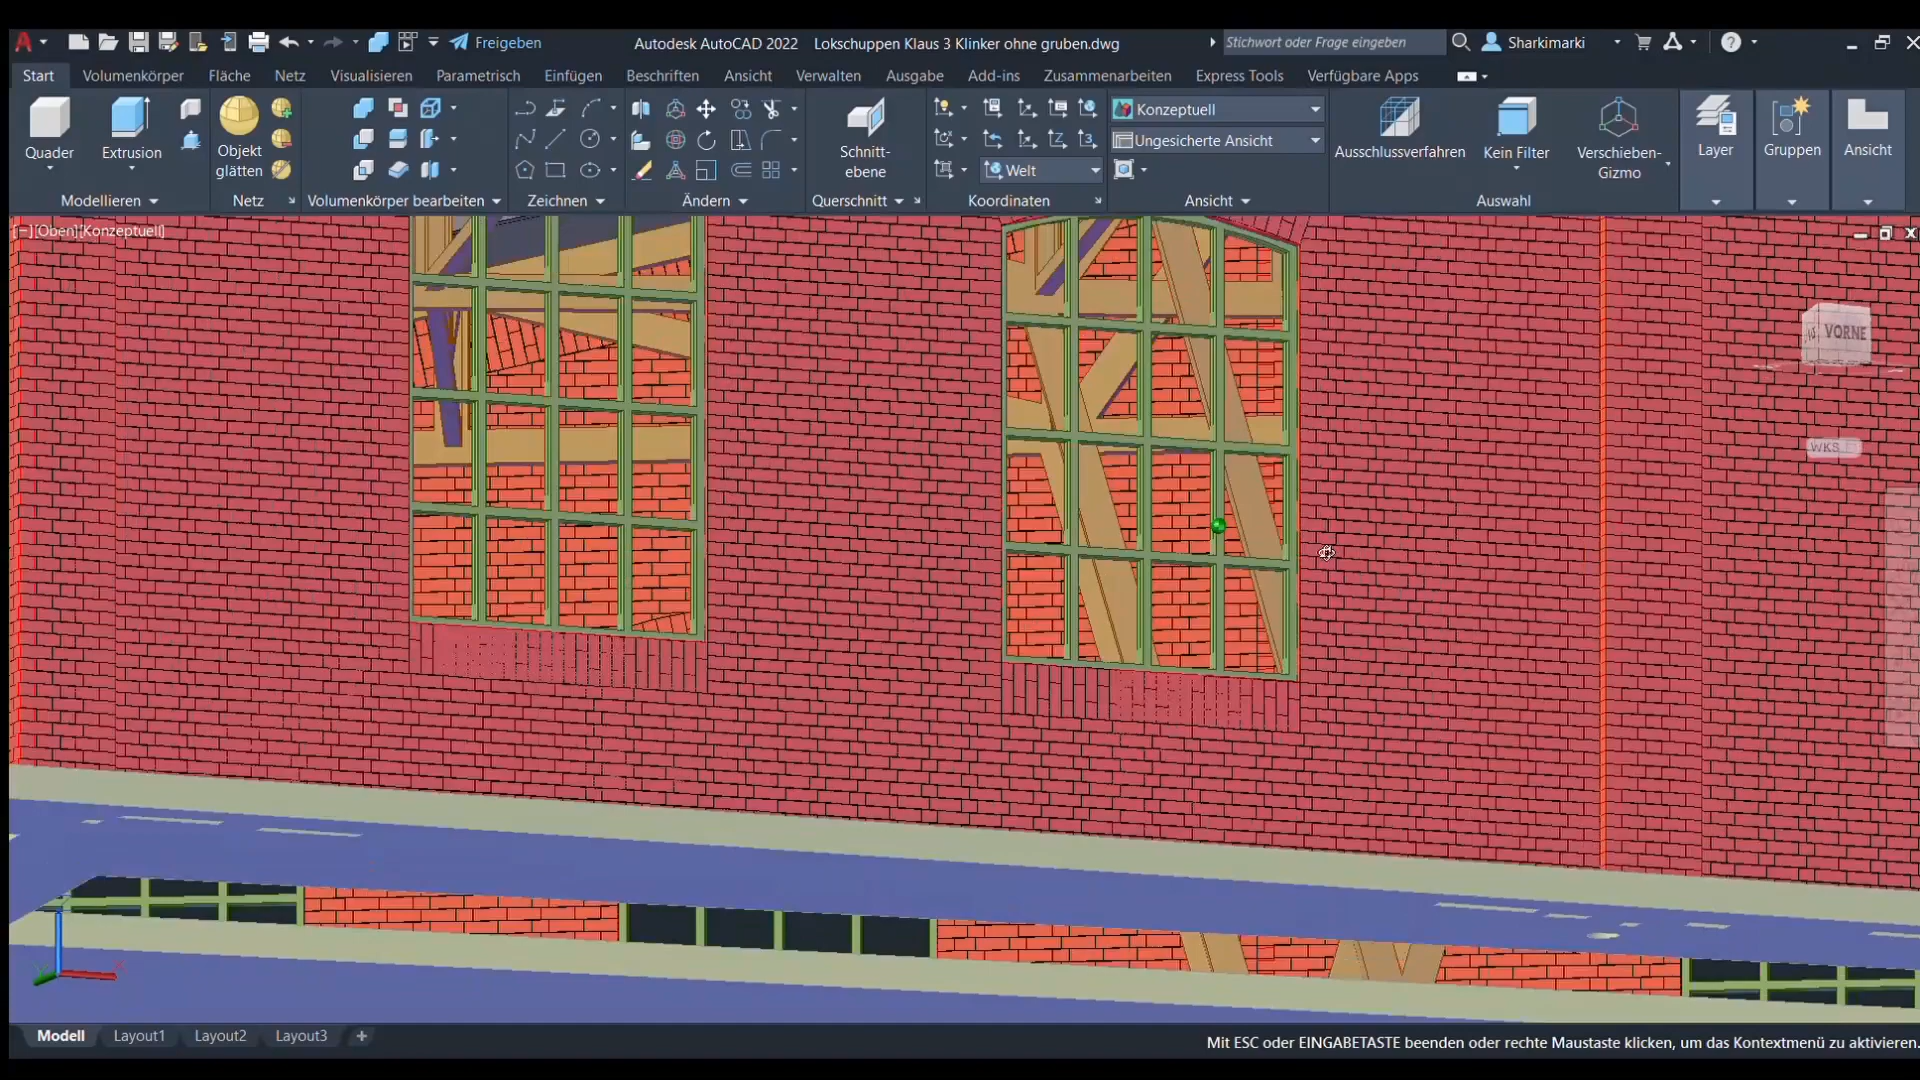 Freigeben
Autodesk AutoCAD 2022 Lokschuppen Klaus 3 Klinker ohne gruben.dwg
Stichwort oder Frage eingeben
Sharkimarki
Start Volumenkörper Fläche Netz Visualisieren Parametrisch Einfügen Beschriften Ansicht Verwalten Ausgabe Add-ins Zusammenarbeiten Express Tools Verfügbare Apps
Quader
Extrusion
Objekt
glätten
Schnitt-
ebene
Welt
Konzeptuell
Ungesicherte Ansicht
Ausschlussverfahren
Kein Filter
Verschieben-
Gizmo
Layer
Gruppen
Ansicht
Modellieren Netz Volumenkörper bearbeiten Zeichnen Ändern Querschnitt Koordinaten Ansicht Auswahl
[−][Oben][Konzeptuell]
VORNE
WKS
X
Modell Layout1 Layout2 Layout3 +
Mit ESC oder EINGABETASTE beenden oder rechte Maustaste klicken, um das Kontextmenü zu aktivieren.